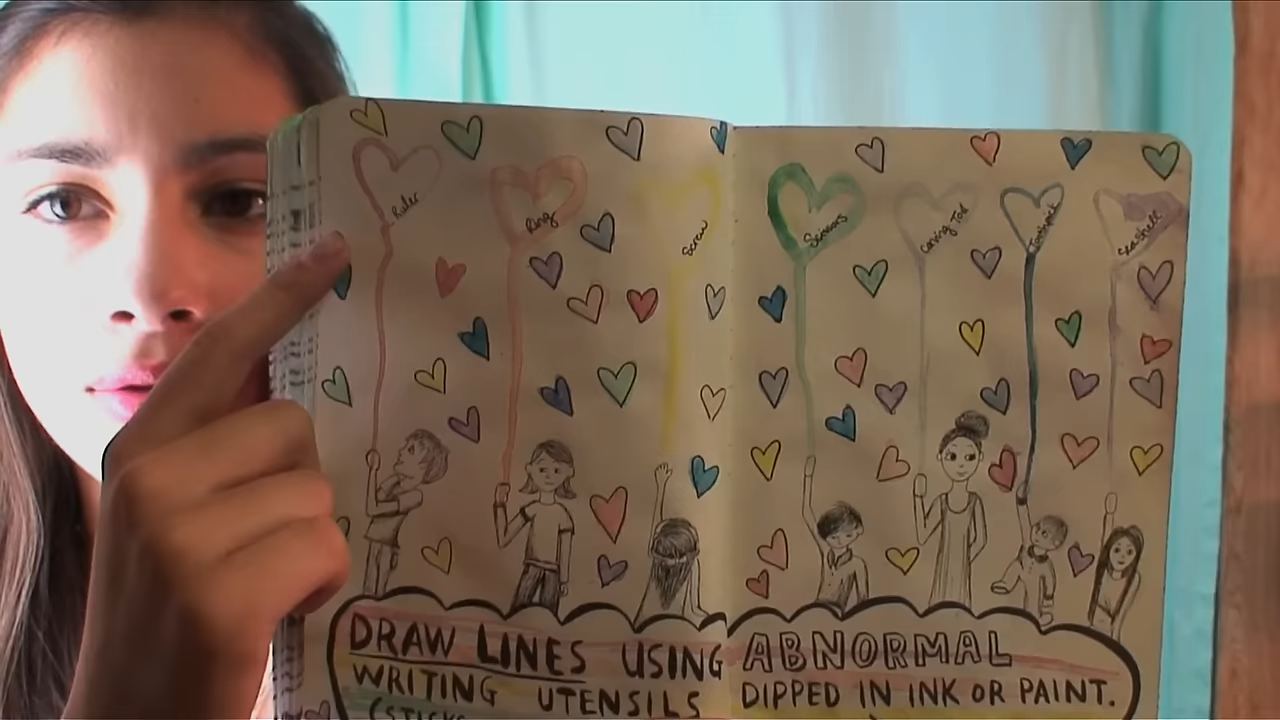 Ruler
Ring
Screw
Scissors
Carving Tool
Toothpick
Seashell
DRAW LINES USING ABNORMAL
WRITING UTENSILS DIPPED IN INK OR PAINT.
(STICKS